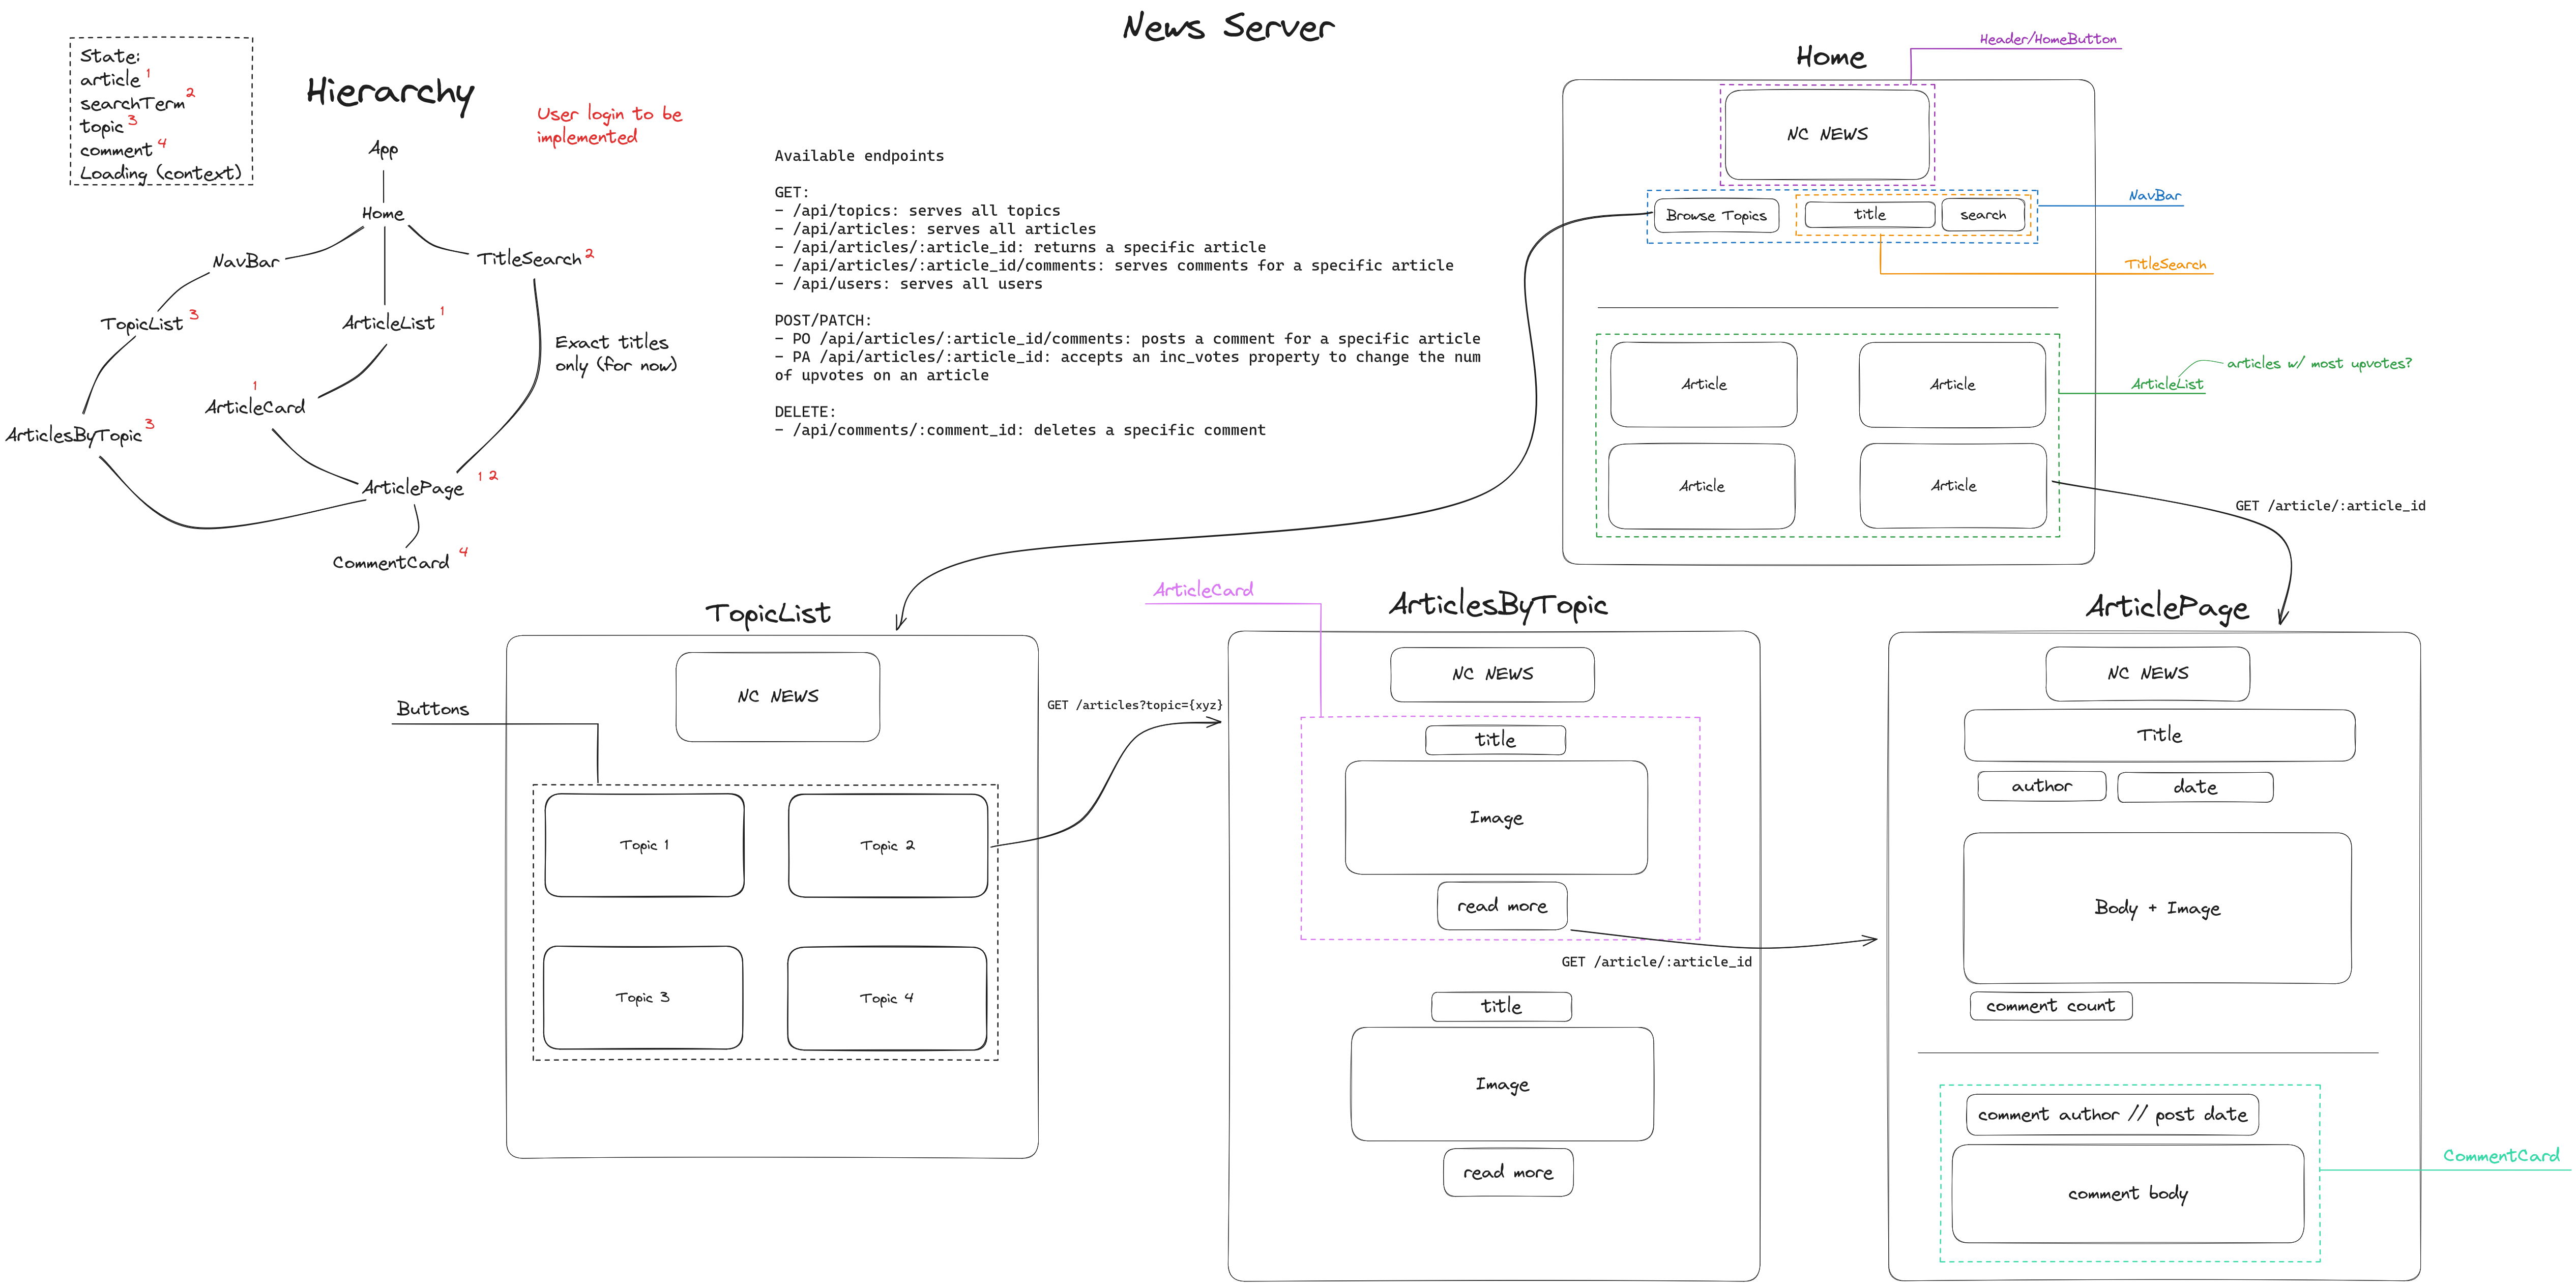 News Server
State:
article 1
searchTerm 2
topic 3
comment 4
Loading (context)
Hierarchy
User login to be
implemented
App
Home
NavBar
TitleSearch 2
TopicList 3
ArticleList 1
Exact titles
only (for now)
1
ArticleCard
ArticlesByTopic 3
ArticlePage 1 2
CommentCard 4
Available endpoints
GET:
- /api/topics: serves all topics
- /api/articles: serves all articles
- /api/articles/:article_id: returns a specific article
- /api/articles/:article_id/comments: serves comments for a specific article
- /api/users: serves all users
POST/PATCH:
- PO /api/articles/:article_id/comments: posts a comment for a specific article
- PA /api/articles/:article_id: accepts an inc_votes property to change the num
of upvotes on an article
DELETE:
- /api/comments/:comment_id: deletes a specific comment
Home
Header/HomeButton
NC NEWS
NavBar
Browse Topics
title
search
TitleSearch
articles w/ most upvotes?
ArticleList
Article
Article
Article
Article
GET /article/:article_id
TopicList
NC NEWS
Buttons
Topic 1
Topic 2
Topic 3
Topic 4
GET /articles?topic={xyz}
ArticleCard
ArticlesByTopic
NC NEWS
title
Image
read more
GET /article/:article_id
title
Image
read more
ArticlePage
NC NEWS
Title
author
date
Body + Image
comment count
comment author // post date
comment body
CommentCard